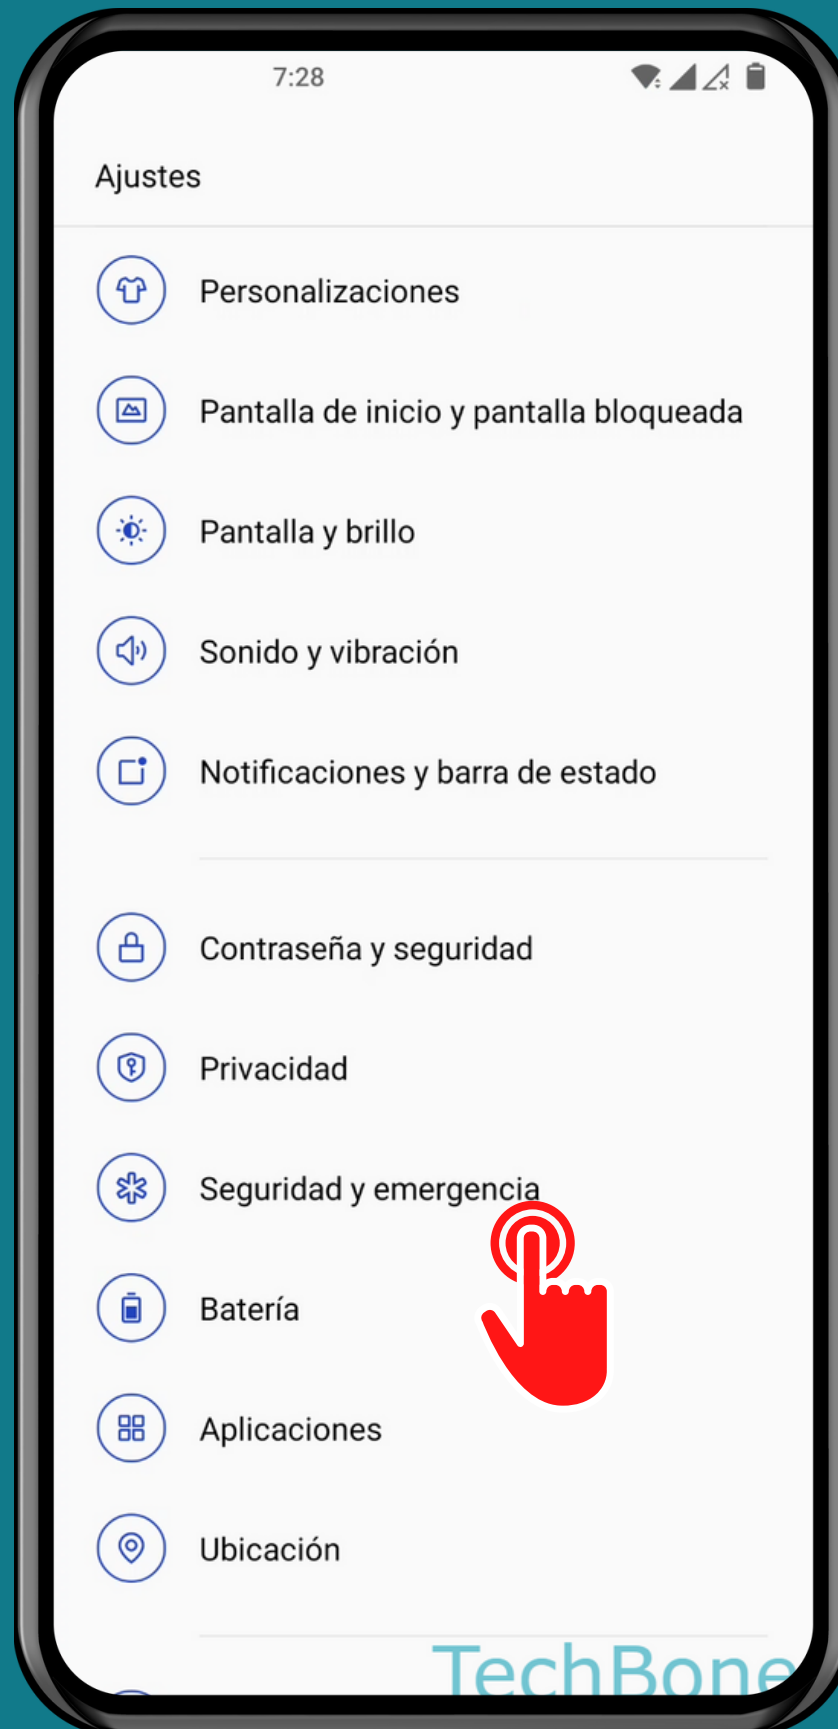 7:28
Ajustes
Personalizaciones
Pantalla de inicio y pantalla bloqueada
Pantalla y brillo
Sonido y vibración
Notificaciones y barra de estado
Contraseña y seguridad
Privacidad
Seguridad y emergencia
Batería
Aplicaciones
Ubicación
TechBone